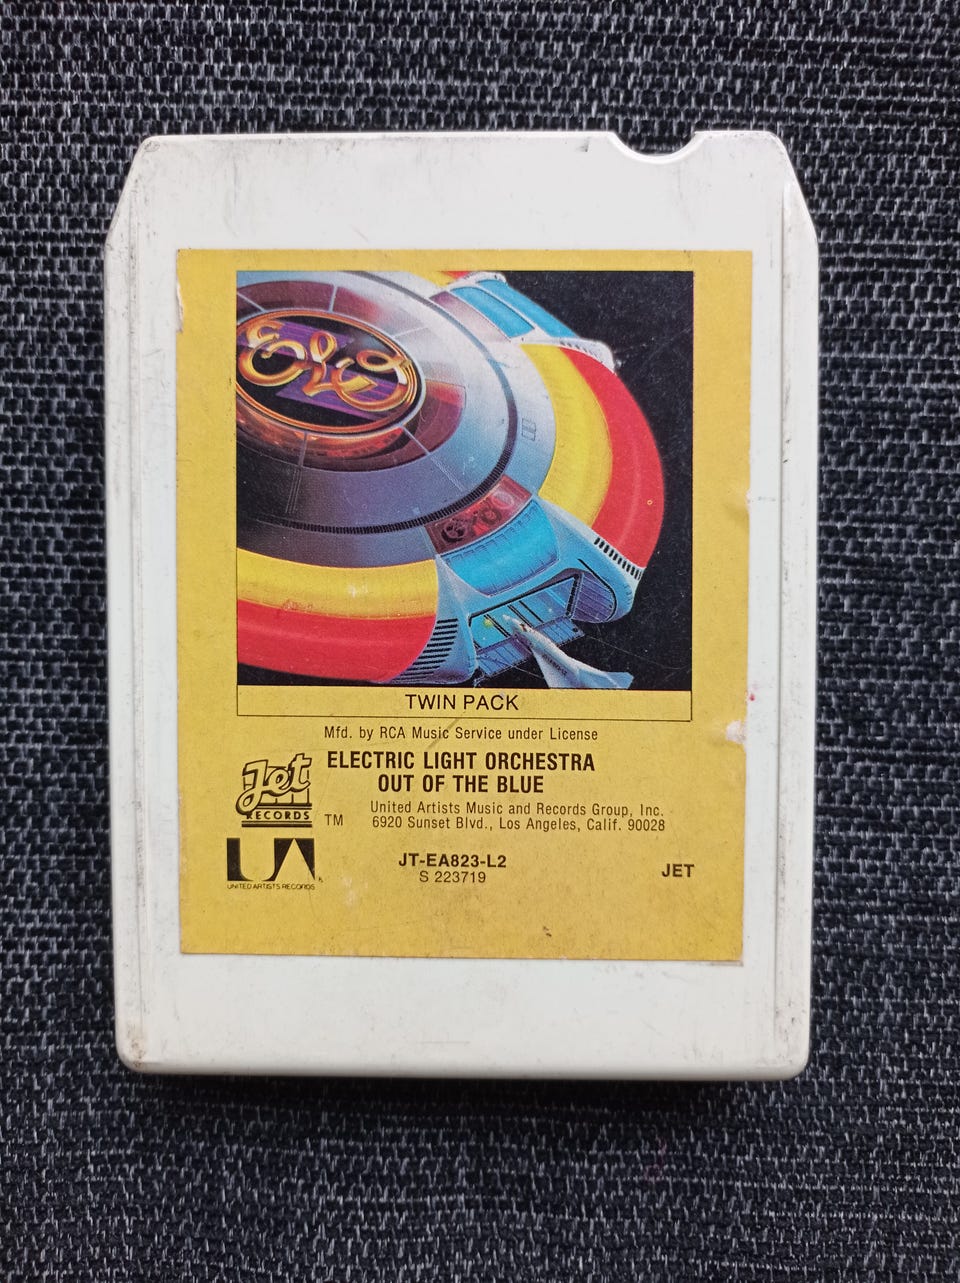 ELO
TWIN PACK
Mfd. by RCA Music Service under License
Jet
RECORDS
TM
ELECTRIC LIGHT ORCHESTRA
OUT OF THE BLUE
United Artists Music and Records Group, Inc.
6920 Sunset Blvd., Los Angeles, Calif. 90028
UA
UNITED ARTISTS RECORDS
JT-EA823-L2
S 223719
JET